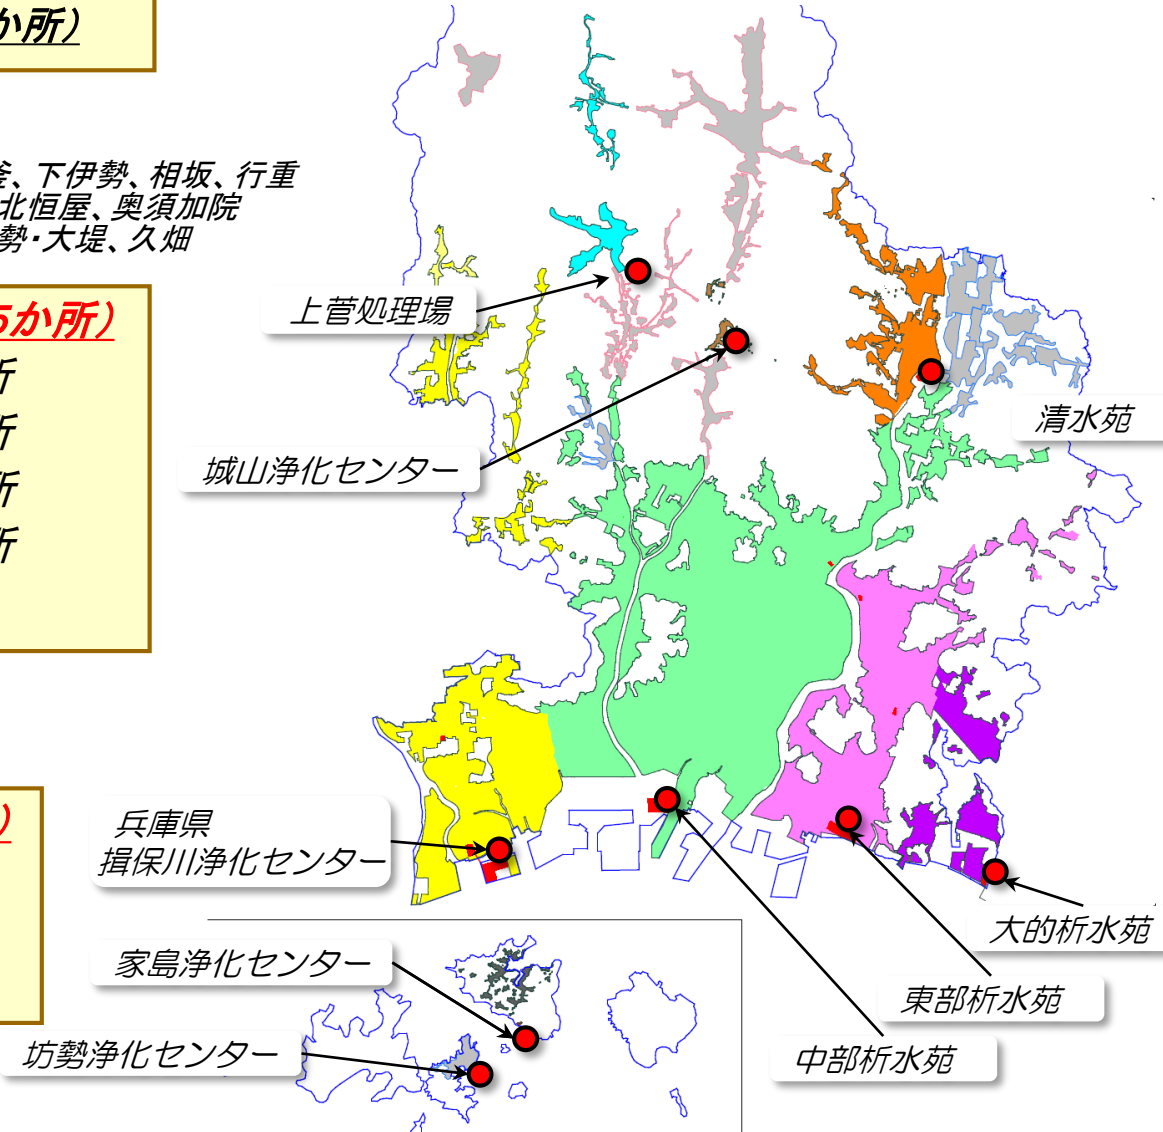 か所）
釜、下伊勢、相坂、行重
北恒屋、奥須加院
勢・大堤、久畑
5か所）
所
所
所
所
）
上菅処理場
城山浄化センター
清水苑
兵庫県
揖保川浄化センター
家島浄化センター
坊勢浄化センター
大的析水苑
東部析水苑
中部析水苑